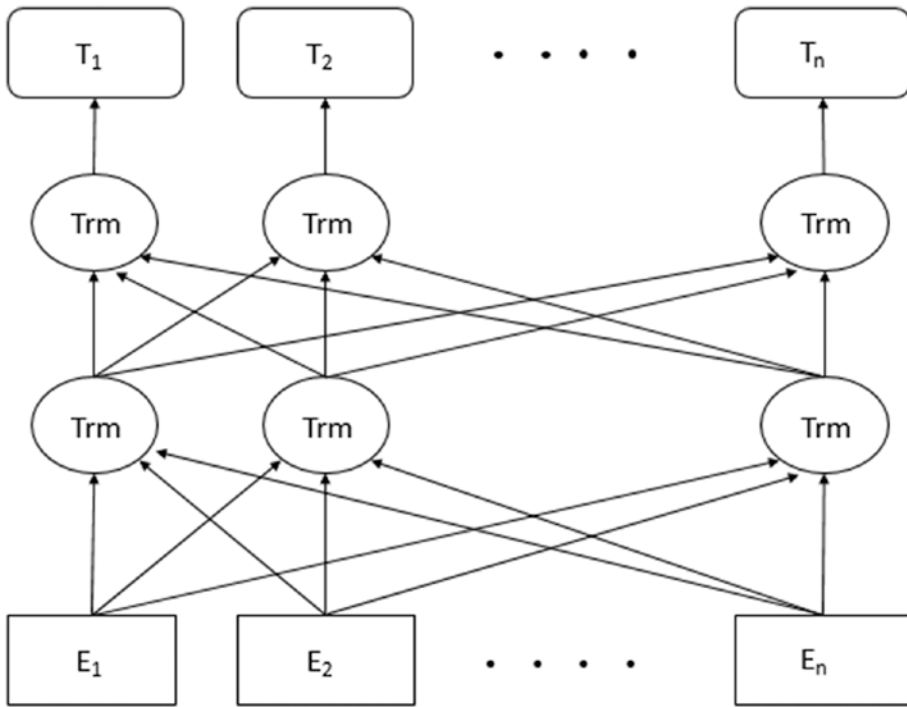 T1 T2 . . . . Tn
Trm Trm Trm
Trm Trm Trm
E1 E2 . . . . En